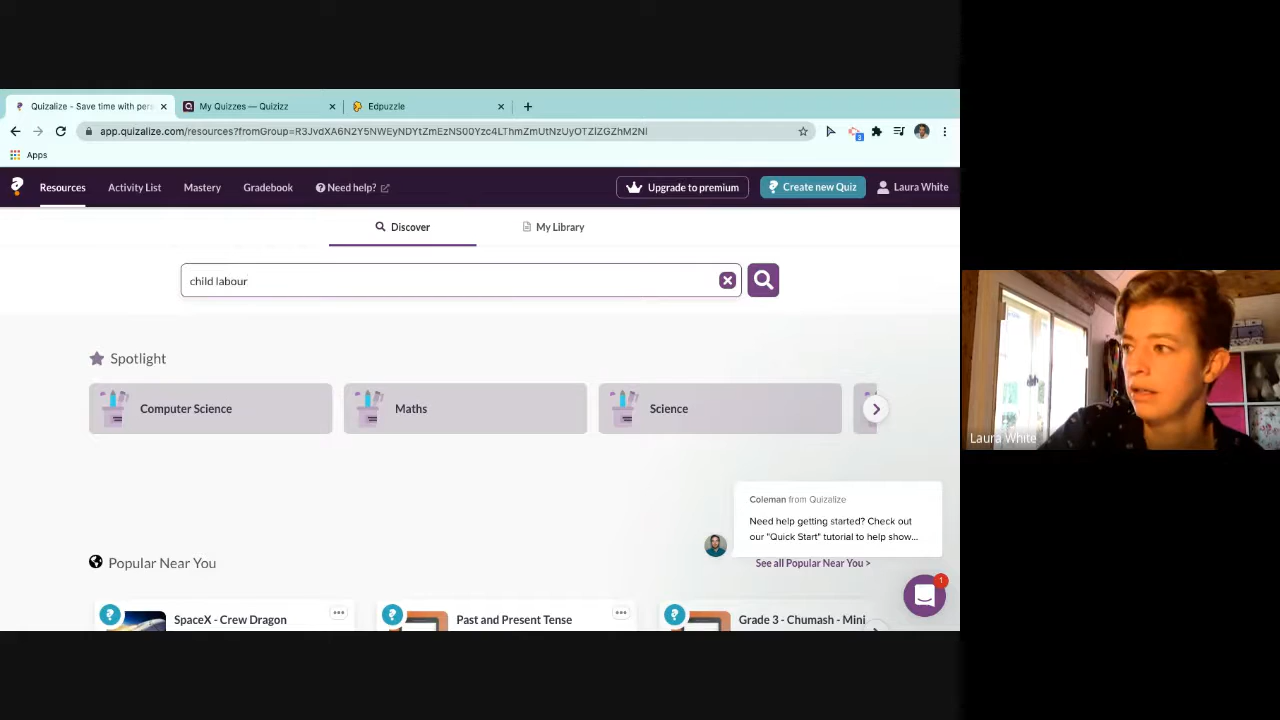 Quizalize - Save time with pers
My Quizzes — Quizizz
Edpuzzle
app.quizalize.com/resources?fromGroup=
Apps
Resources
Activity List
Mastery
Gradebook
Need help?
Upgrade to premium
Create new Quiz
Laura White
Discover
My Library
child labour
Spotlight
Computer Science
Maths
Science
Coleman from Quizalize
Need help getting started? Check out
our "Quick Start" tutorial to help show...
Popular Near You
See all Popular Near You >
1
SpaceX - Crew Dragon
Past and Present Tense
Grade 3 - Chumash - Mini
Laura White